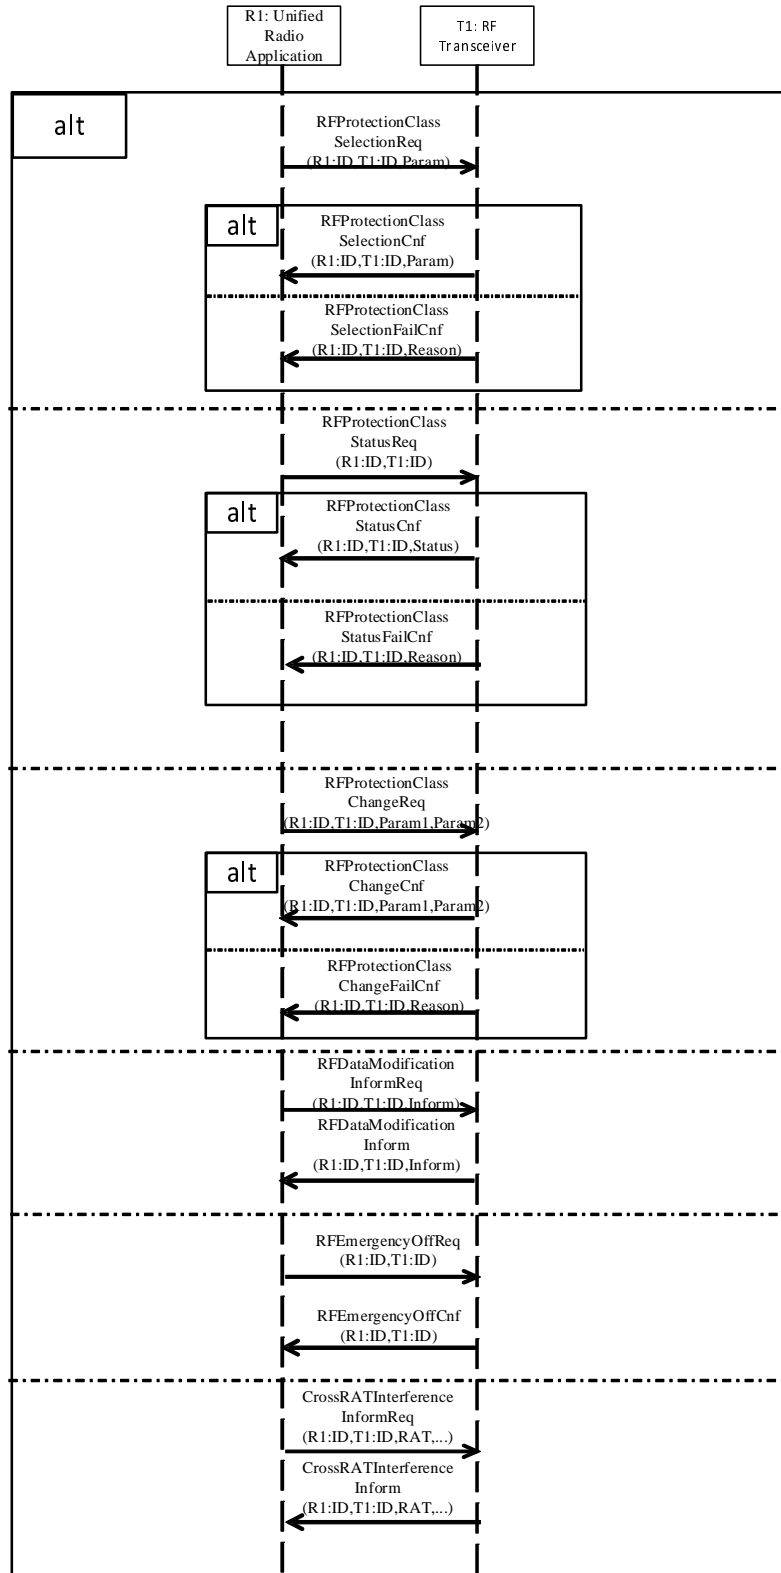 R1: Unified
Radio
Application
T1: RF
Transceiver
alt
RFProtectionClass
SelectionReq
(R1:ID,T1:ID,Param)
alt
RFProtectionClass
SelectionCnf
(R1:ID,T1:ID,Param)
RFProtectionClass
SelectionFailCnf
(R1:ID,T1:ID,Reason)
RFProtectionClass
StatusReq
(R1:ID,T1:ID)
alt
RFProtectionClass
StatusCnf
(R1:ID,T1:ID,Status)
RFProtectionClass
StatusFailCnf
(R1:ID,T1:ID,Reason)
RFProtectionClass
ChangeReq
(R1:ID,T1:ID,Param1,Param2)
alt
RFProtectionClass
ChangeCnf
(R1:ID,T1:ID,Param1,Param2)
RFProtectionClass
ChangeFailCnf
(R1:ID,T1:ID,Reason)
RFDataModification
InformReq
(R1:ID,T1:ID,Inform)
RFDataModification
Inform
(R1:ID,T1:ID,Inform)
RFEmergencyOffReq
(R1:ID,T1:ID)
RFEmergencyOffCnf
(R1:ID,T1:ID)
CrossRATInterference
InformReq
(R1:ID,T1:ID,RAT,...)
CrossRATInterference
Inform
(R1:ID,T1:ID,RAT,...)